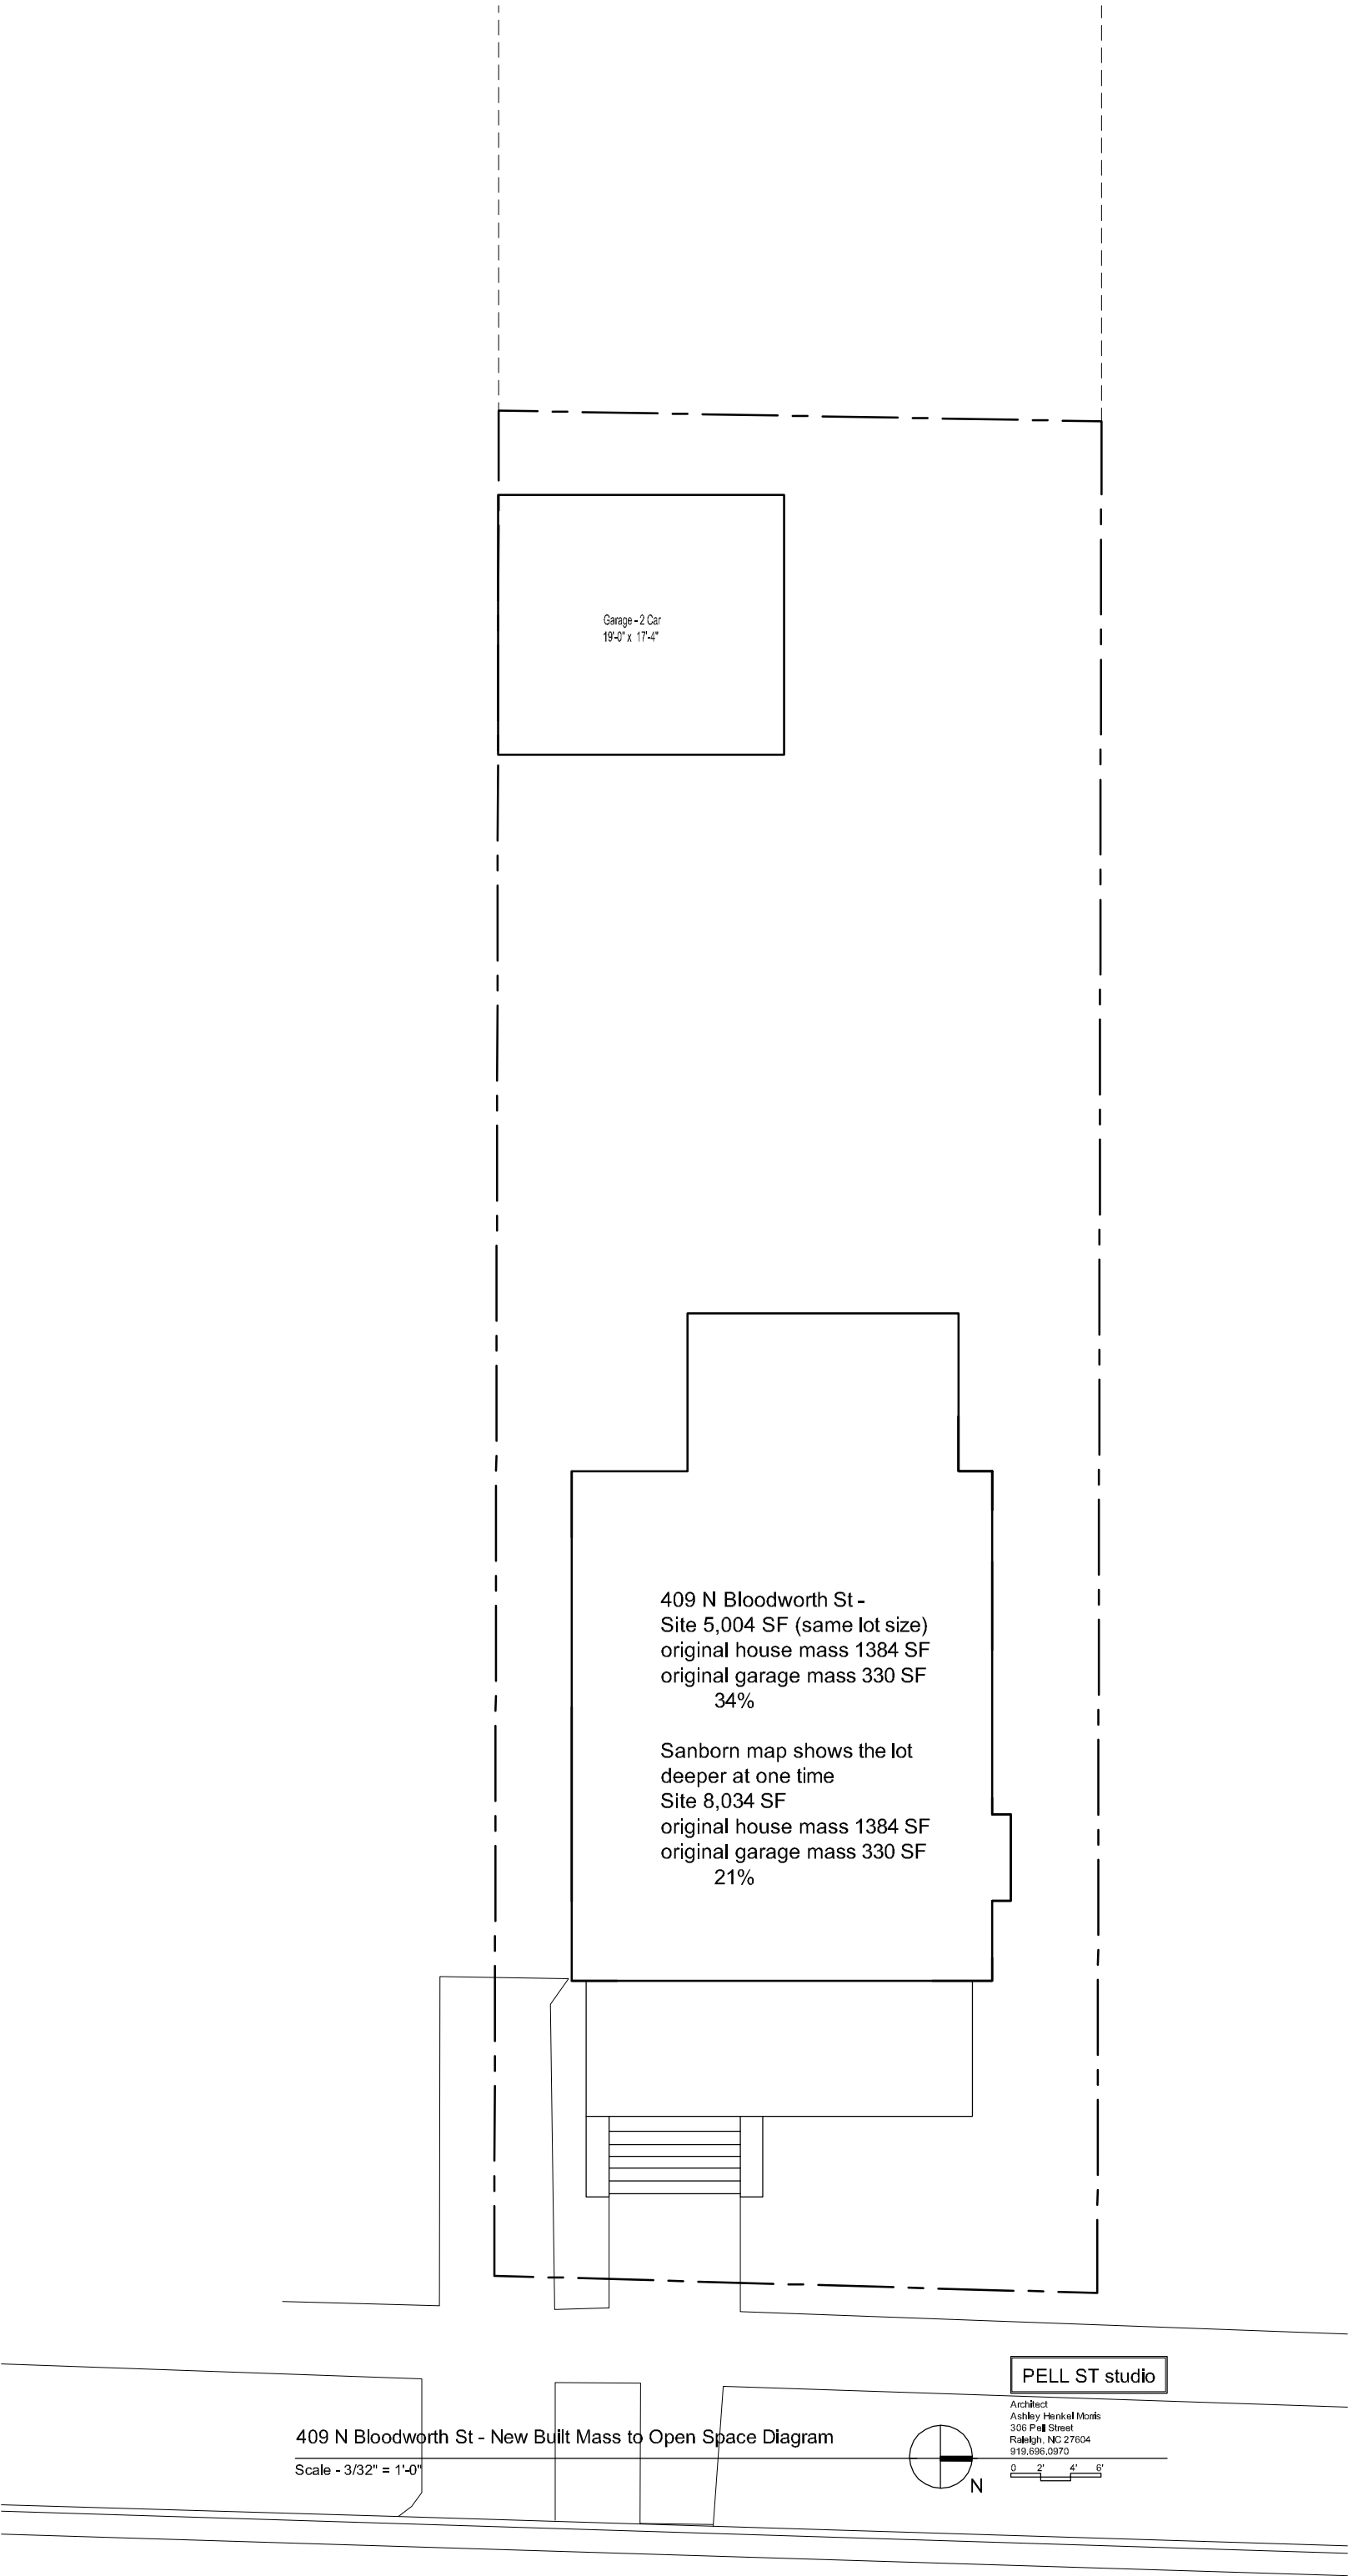 Garage - 2 Car
19'-0" x 17'-4"
409 N Bloodworth St -
Site 5,004 SF (same lot size)
original house mass 1384 SF
original garage mass 330 SF
34%
Sanborn map shows the lot
deeper at one time
Site 8,034 SF
original house mass 1384 SF
original garage mass 330 SF
21%
PELL ST studio
Architect
Ashley Henkel Morris
306 Pell Street
Raleigh, NC 27604
919.696.0970
409 N Bloodworth St - New Built Mass to Open Space Diagram
Scale - 3/32" = 1'-0"
N
0 2' 4' 6'